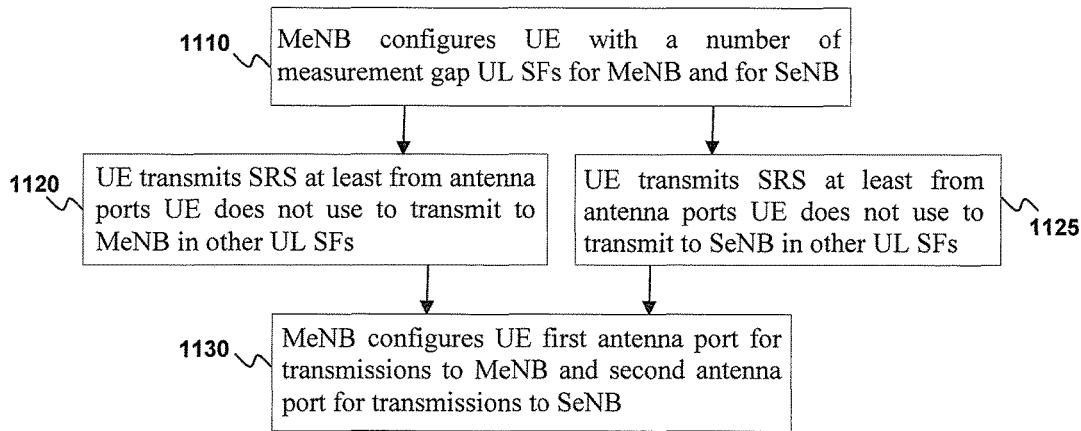 1110
MeNB configures UE with a number of
measurement gap UL SFs for MeNB and for SeNB
1120
UE transmits SRS at least from antenna
ports UE does not use to transmit to
MeNB in other UL SFs
UE transmits SRS at least from
antenna ports UE does not use to
transmit to SeNB in other UL SFs
1125
1130
MeNB configures UE first antenna port for
transmissions to MeNB and second antenna
port for transmissions to SeNB